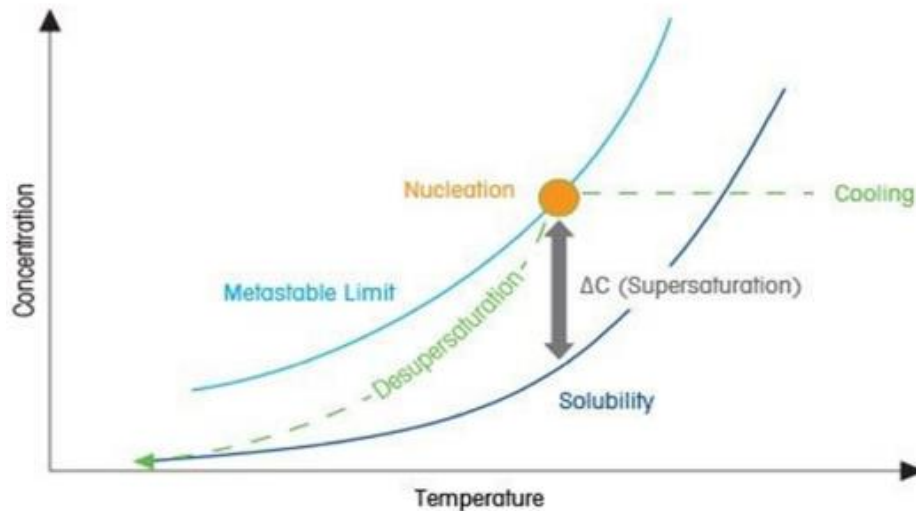 Concentration
Nucleation
Cooling
Metastable Limit
ΔC (Supersaturation)
Desupersaturation
Solubility
Temperature